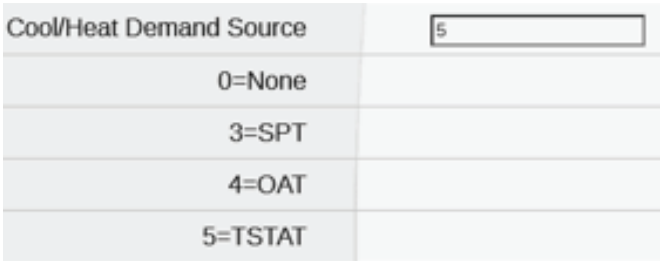 Cool/Heat Demand Source 5
0=None
3=SPT
4=OAT
5=TSTAT